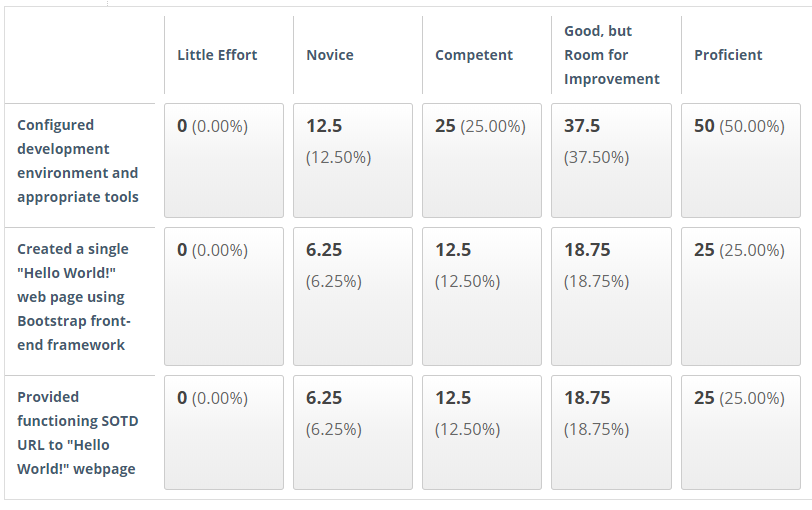 Little Effort
Novice
Competent
Good, but
Room for
Improvement
Proficient
Configured
development
environment and
appropriate tools
0 (0.00%)
12.5
(12.50%)
25 (25.00%)
37.5
(37.50%)
50 (50.00%)
Created a single
"Hello World!"
web page using
Bootstrap front-
end framework
0 (0.00%)
6.25
(6.25%)
12.5
(12.50%)
18.75
(18.75%)
25 (25.00%)
Provided
functioning SOTD
URL to "Hello
World!" webpage
0 (0.00%)
6.25
(6.25%)
12.5
(12.50%)
18.75
(18.75%)
25 (25.00%)